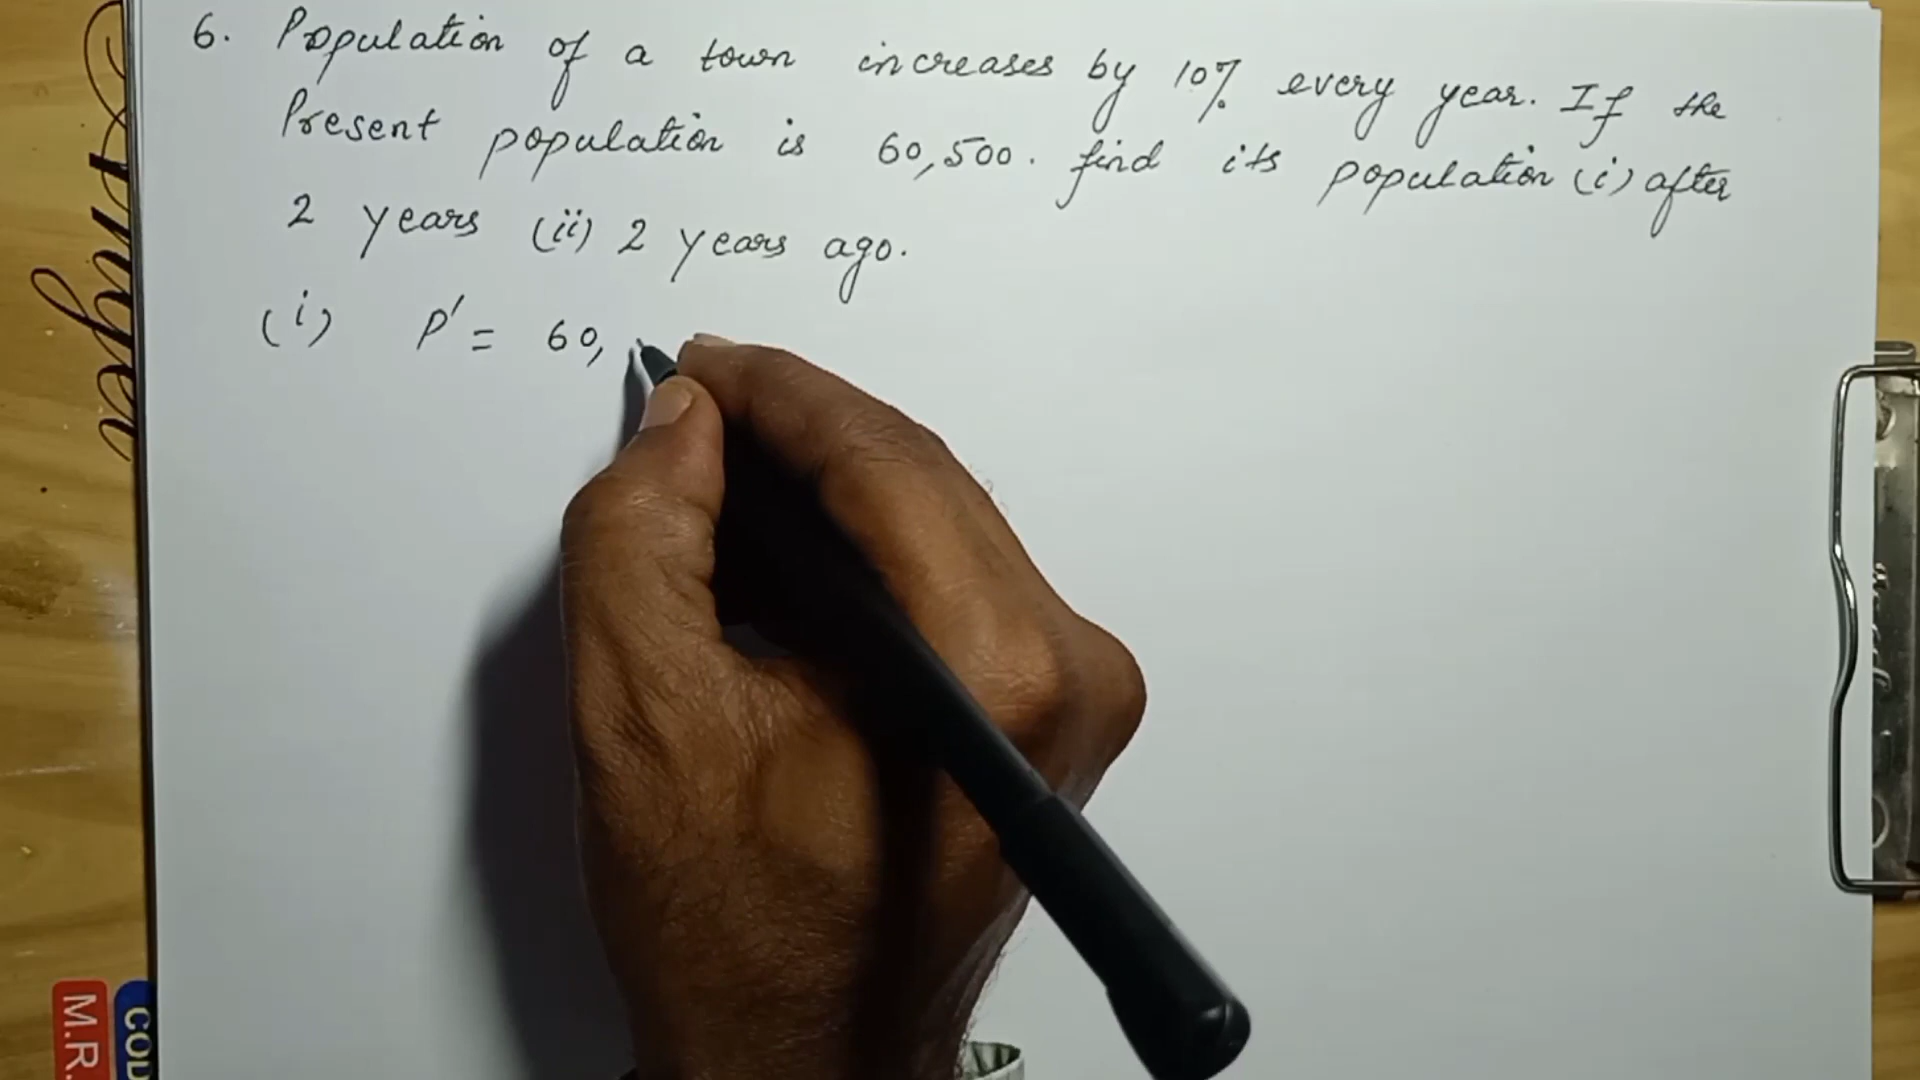 6. Population of a town increases by 10% every year. If the
Present population is 60,500. find its population (i) after
2 years (ii) 2 years ago.
(i) P' = 60,
M.R.
COD